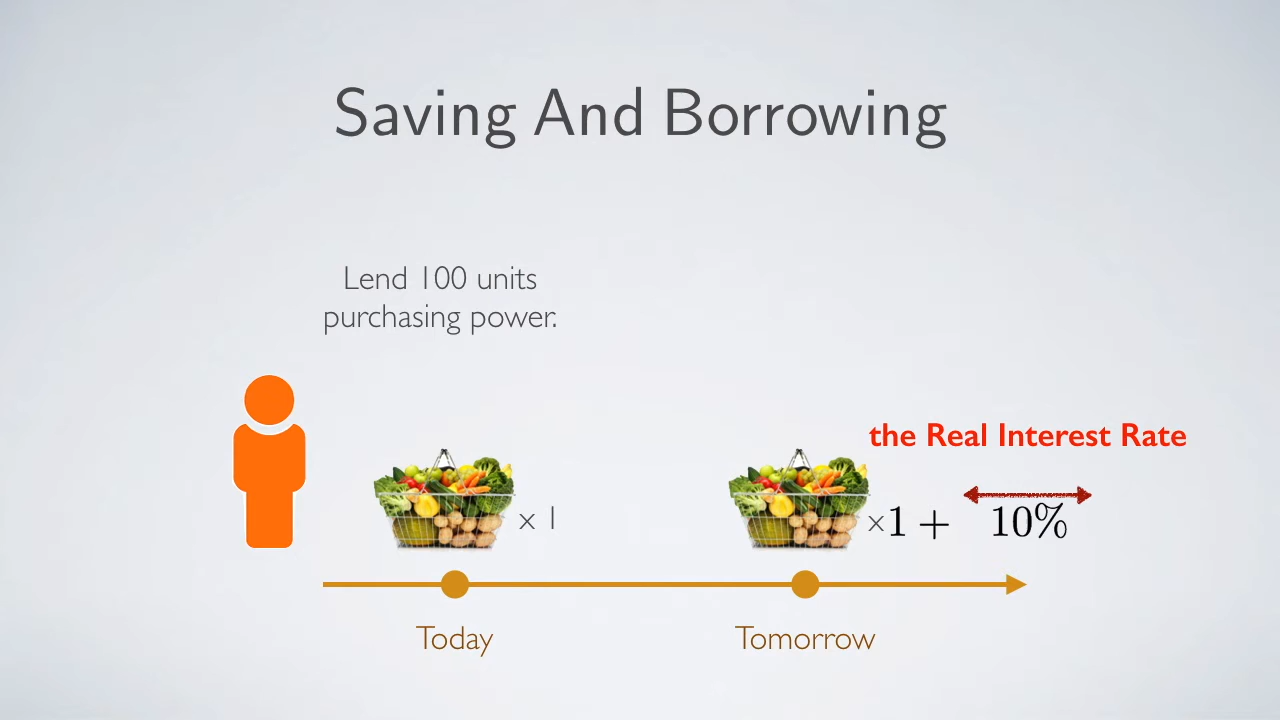 Saving And Borrowing
Lend 100 units
purchasing power.
the Real Interest Rate
x 1
×1 + 10%
Today
Tomorrow